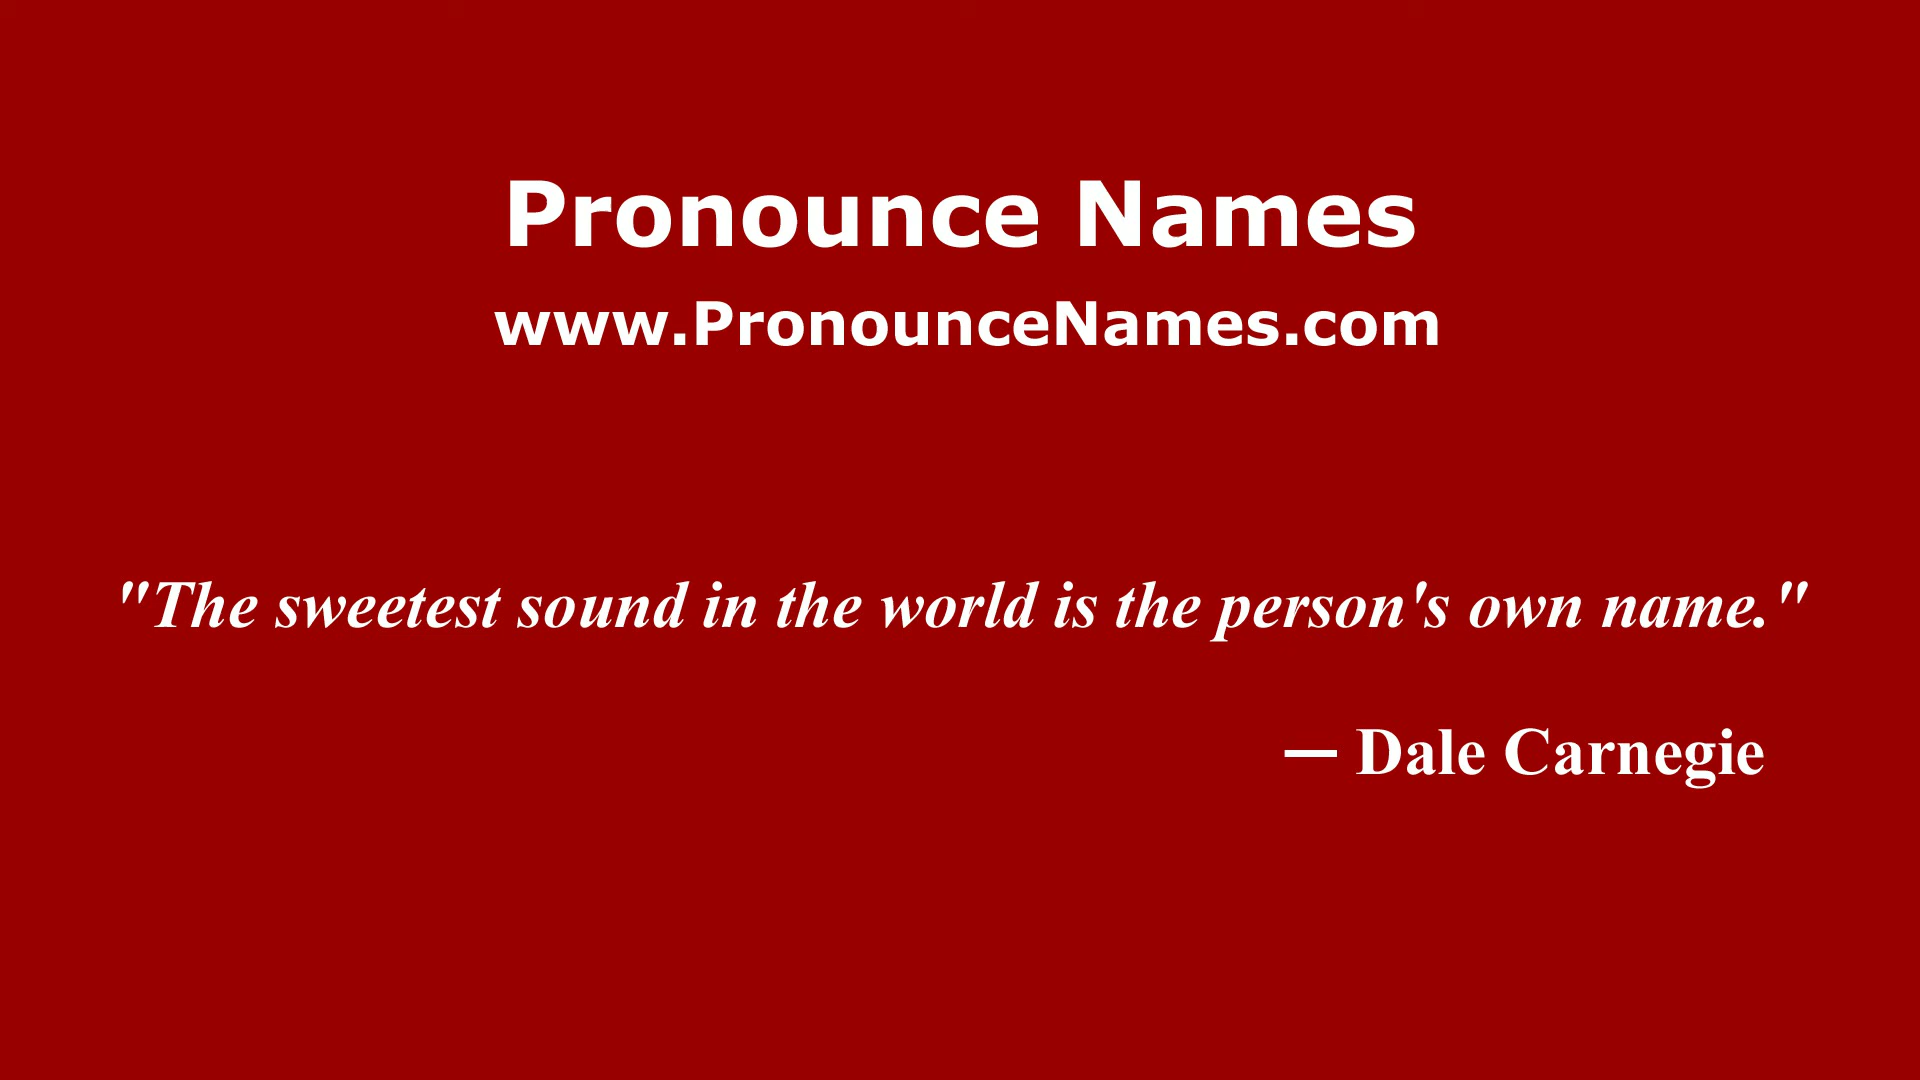 Pronounce Names
www.PronounceNames.com
"The sweetest sound in the world is the person's own name."
— Dale Carnegie